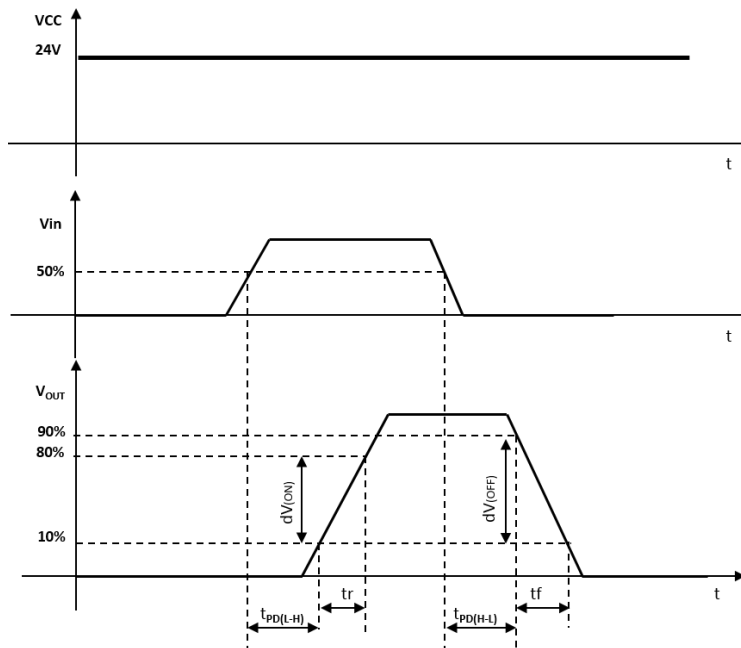 VCC
24V
t
Vin
50%
t
VOUT
90%
80%
dV(ON)
dV(OFF)
10%
t
tr
tf
tPD(L-H)
tPD(H-L)